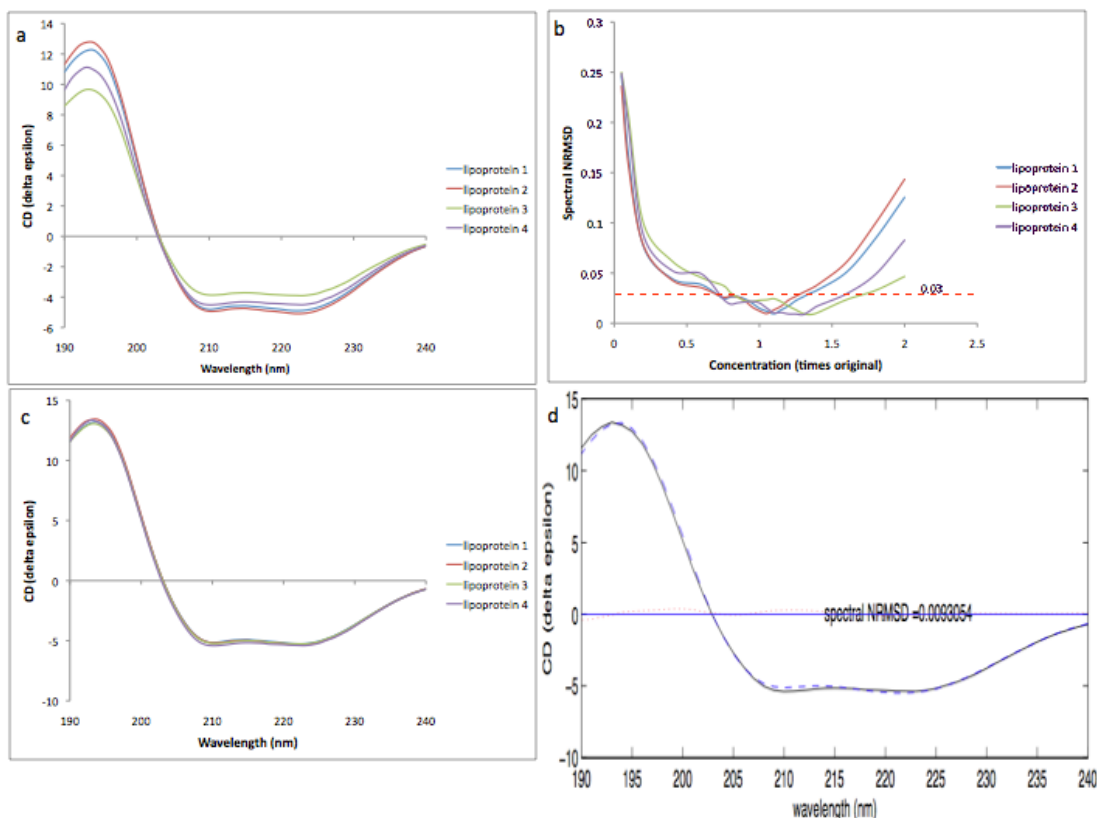 a
14
12
10
8
6
4
2
0
-2
-4
-6
CD (delta epsilon)
190 200 210 220 230 240
Wavelength (nm)
lipoprotein 1
lipoprotein 2
lipoprotein 3
lipoprotein 4
b
0.3
0.25
0.2
0.15
0.1
0.05
0
Spectral NRMSD
0.03
0 0.5 1 1.5 2 2.5
Concentration (times original)
lipoprotein 1
lipoprotein 2
lipoprotein 3
lipoprotein 4
c
15
10
5
0
-5
-10
CD (delta epsilon)
190 200 210 220 230 240
Wavelength (nm)
lipoprotein 1
lipoprotein 2
lipoprotein 3
lipoprotein 4
d
15
10
5
0
-5
-10
CD (delta epsilon)
spectral NRMSD =0.0093054
190 195 200 205 210 215 220 225 230 235 240
wavelength (nm)